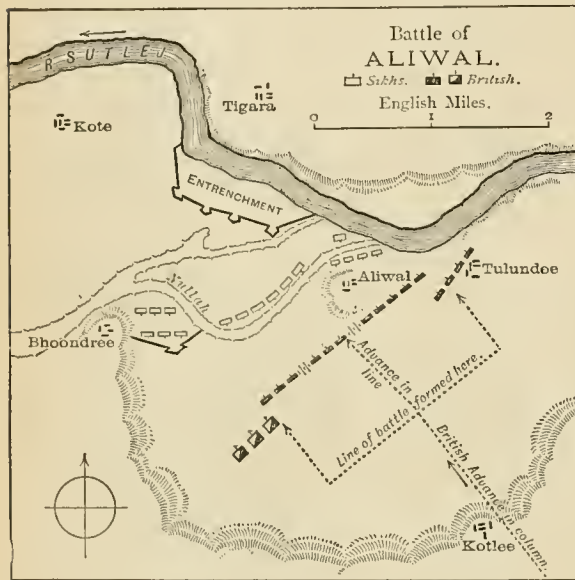 Battle of
ALIWAL.
Sikhs. British.
English Miles.
0 1 2
R. SUTLEJ
Tigara
Kote
ENTRENCHMENT
Nullah
Aliwal
Tulundee
Bhoondree
Advance in
line
Line of battle formed here
British Advance in column.
Kotlee